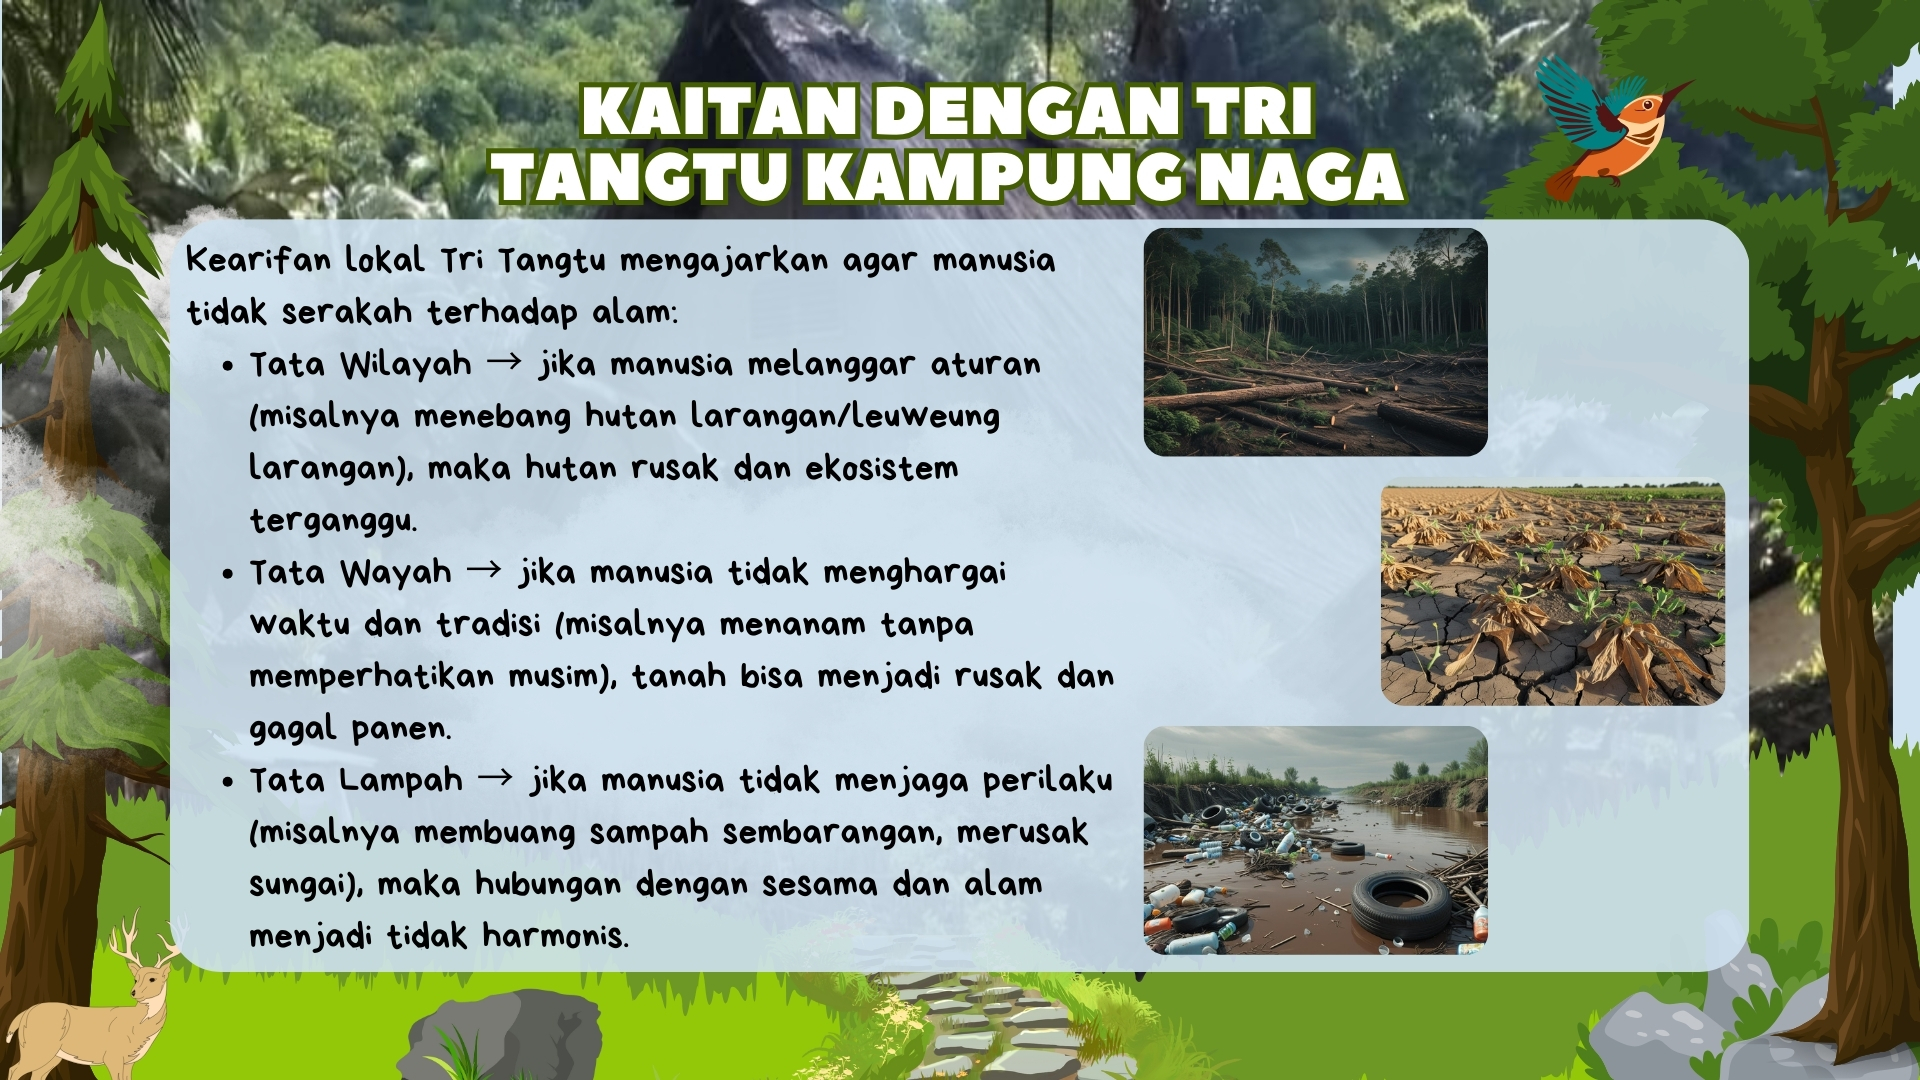 KAITAN DENGAN TRI
TANGTU KAMPUNG NAGA
Kearifan lokal Tri Tangtu mengajarkan agar manusia
tidak serakah terhadap alam:
• Tata Wilayah → jika manusia melanggar aturan
(misalnya menebang hutan larangan/leuweung
larangan), maka hutan rusak dan ekosistem
terganggu.
• Tata Wayah → jika manusia tidak menghargai
waktu dan tradisi (misalnya menanam tanpa
memperhatikan musim), tanah bisa menjadi rusak dan
gagal panen.
• Tata Lampah → jika manusia tidak menjaga perilaku
(misalnya membuang sampah sembarangan, merusak
sungai), maka hubungan dengan sesama dan alam
menjadi tidak harmonis.